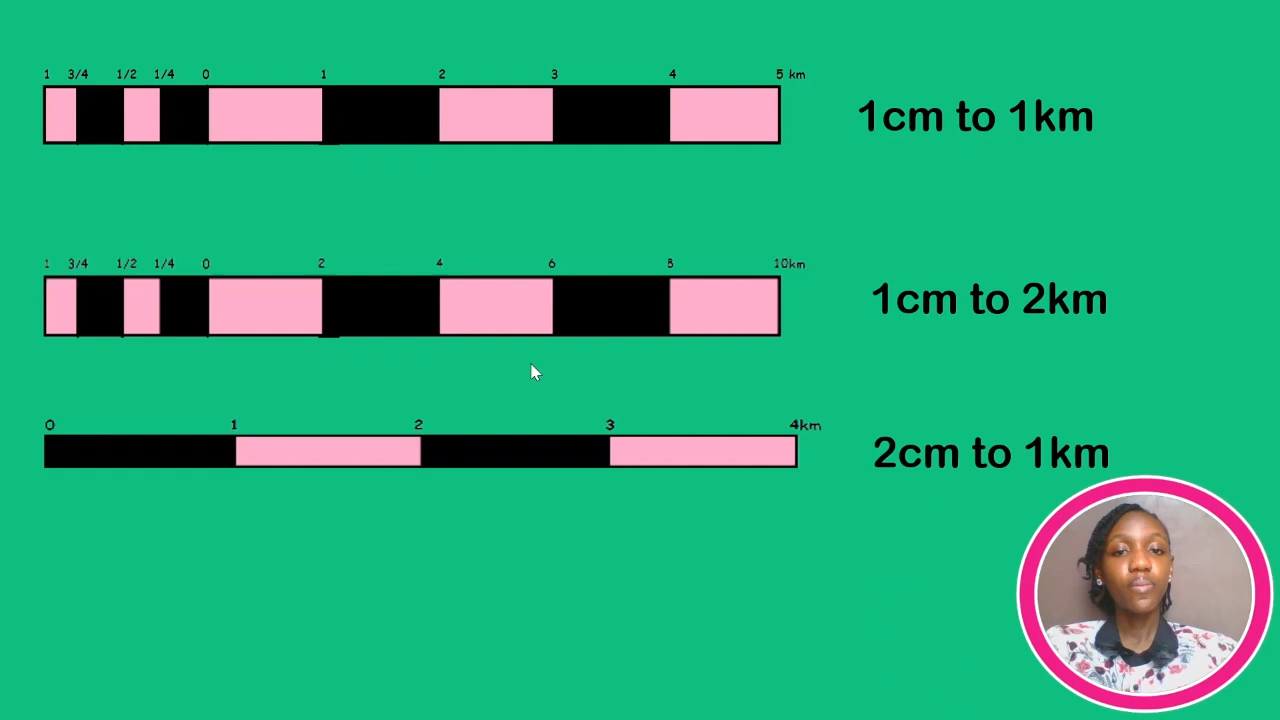 1 3/4 1/2 1/4 0 1 2 3 4 5 km
1cm to 1km
1 3/4 1/2 1/4 0 2 4 6 8 10km
1cm to 2km
0 1 2 3 4km
2cm to 1km